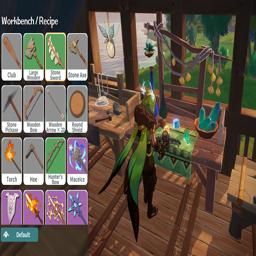 Workbench / Recipe
Club
Large Wooden
Stone Sword
Stone Axe
Stone Pickaxe
Wooden Bow
Wooden Arrow × 20
Round Shield
Torch
Hoe
Hunter's Bow
Default